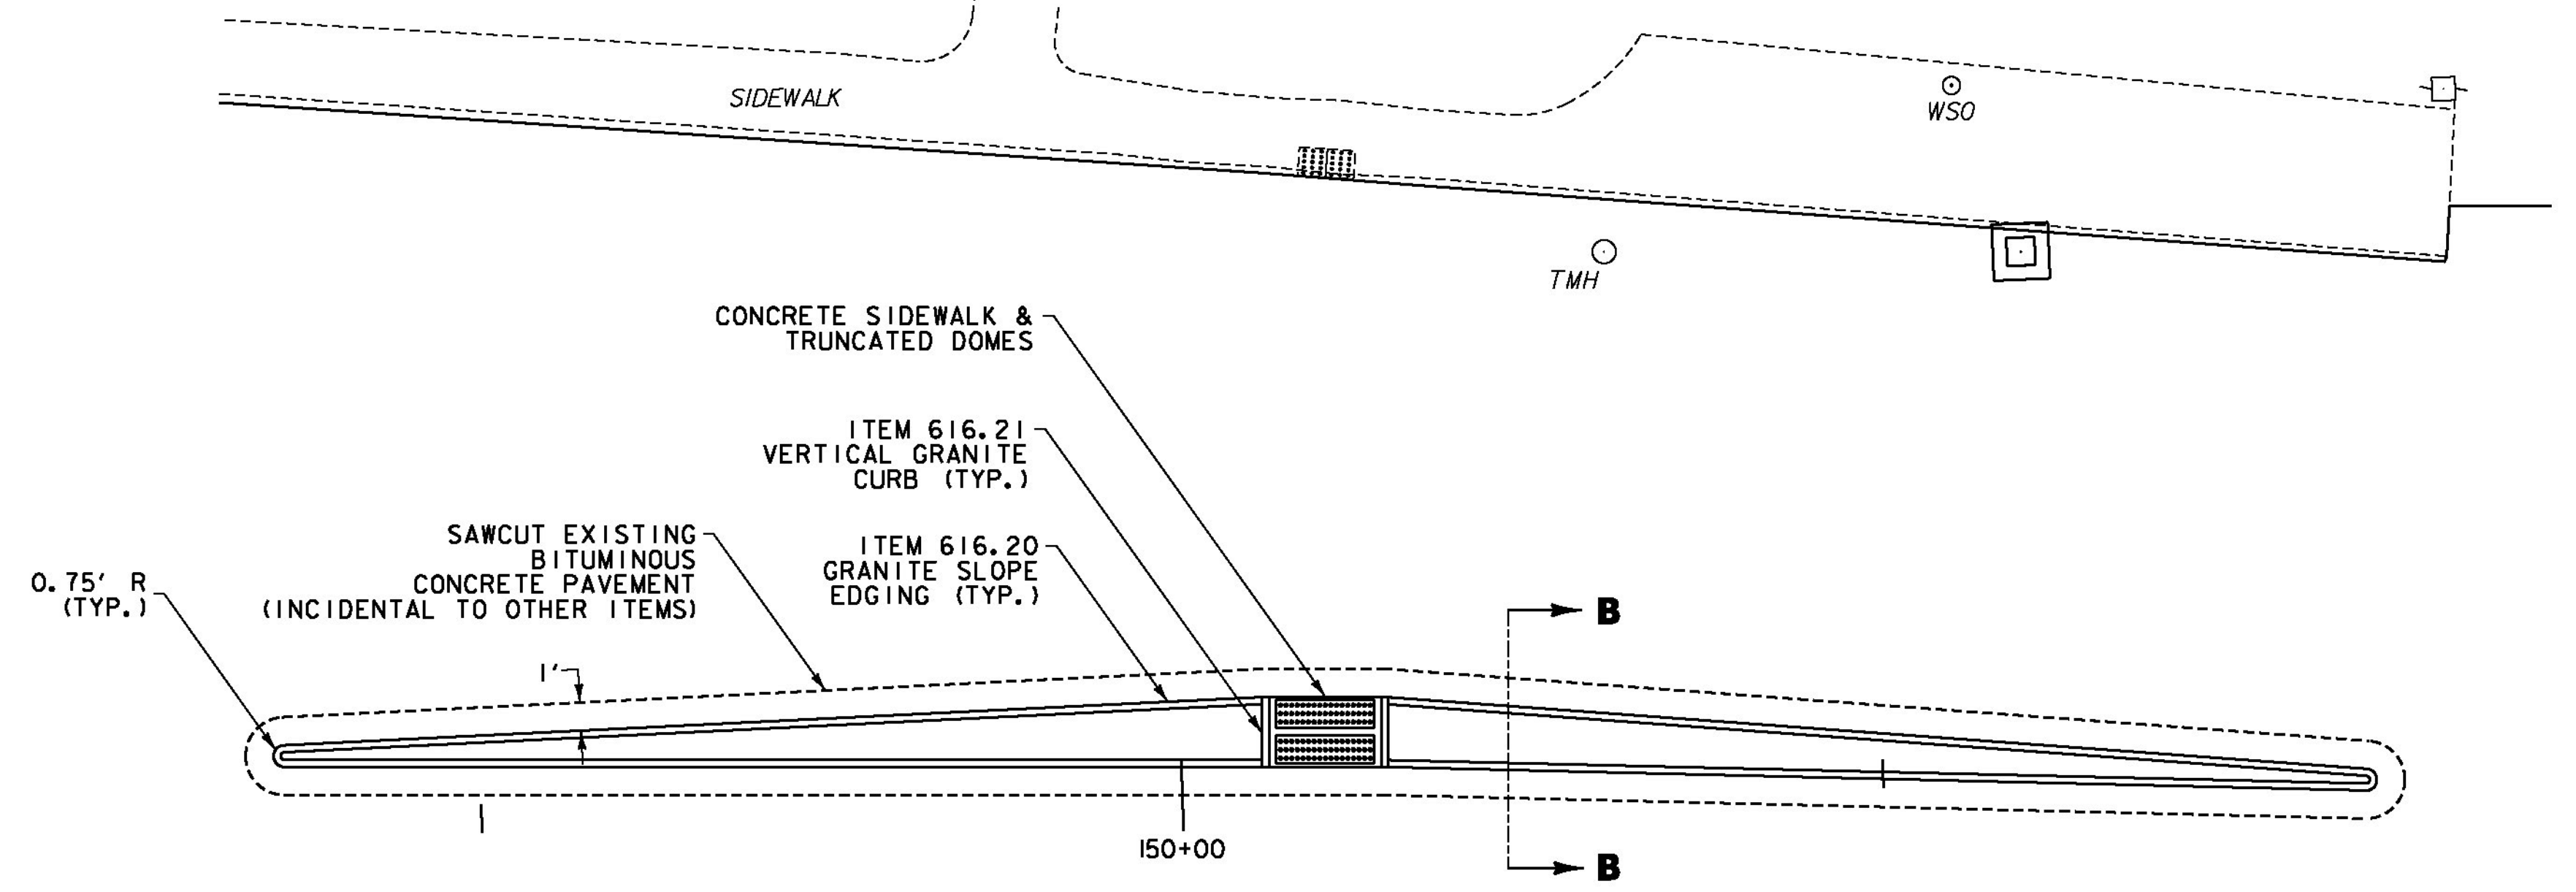 SIDEWALK
WSO
TMH
CONCRETE SIDEWALK &
TRUNCATED DOMES
ITEM 616.21
VERTICAL GRANITE
CURB (TYP.)
SAWCUT EXISTING
BITUMINOUS
CONCRETE PAVEMENT
(INCIDENTAL TO OTHER ITEMS)
ITEM 616.20
GRANITE SLOPE
EDGING (TYP.)
0.75' R
(TYP.)
1'
B
B
150+00